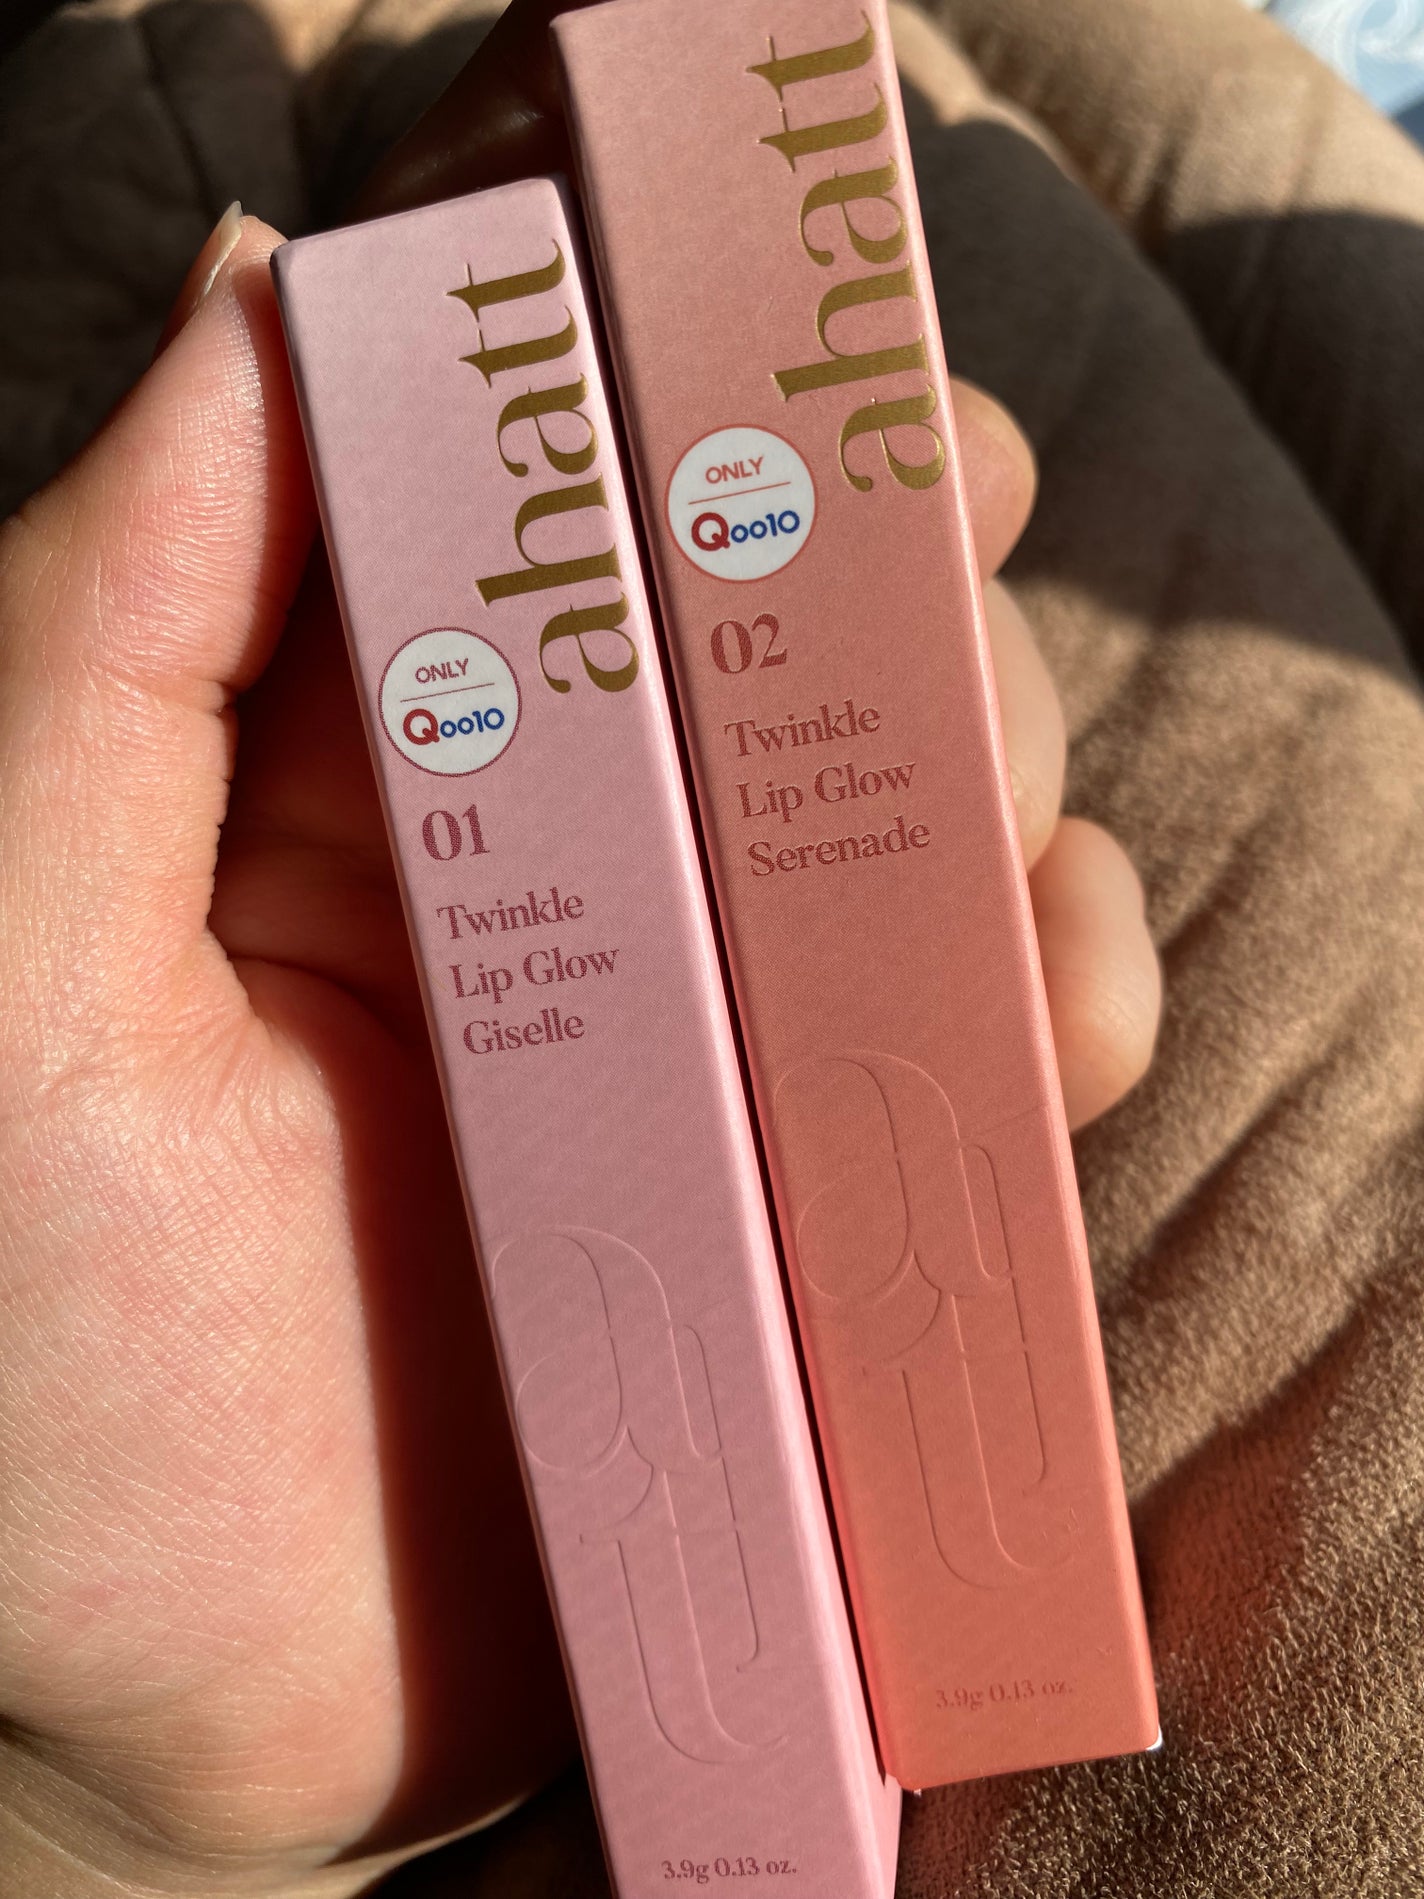 ahatt
ONLY
Qoo10
01
Twinkle
Lip Glow
Giselle
3.9g 0.13 oz.
ahatt
ONLY
Qoo10
02
Twinkle
Lip Glow
Serenade
3.9g 0.13 oz.